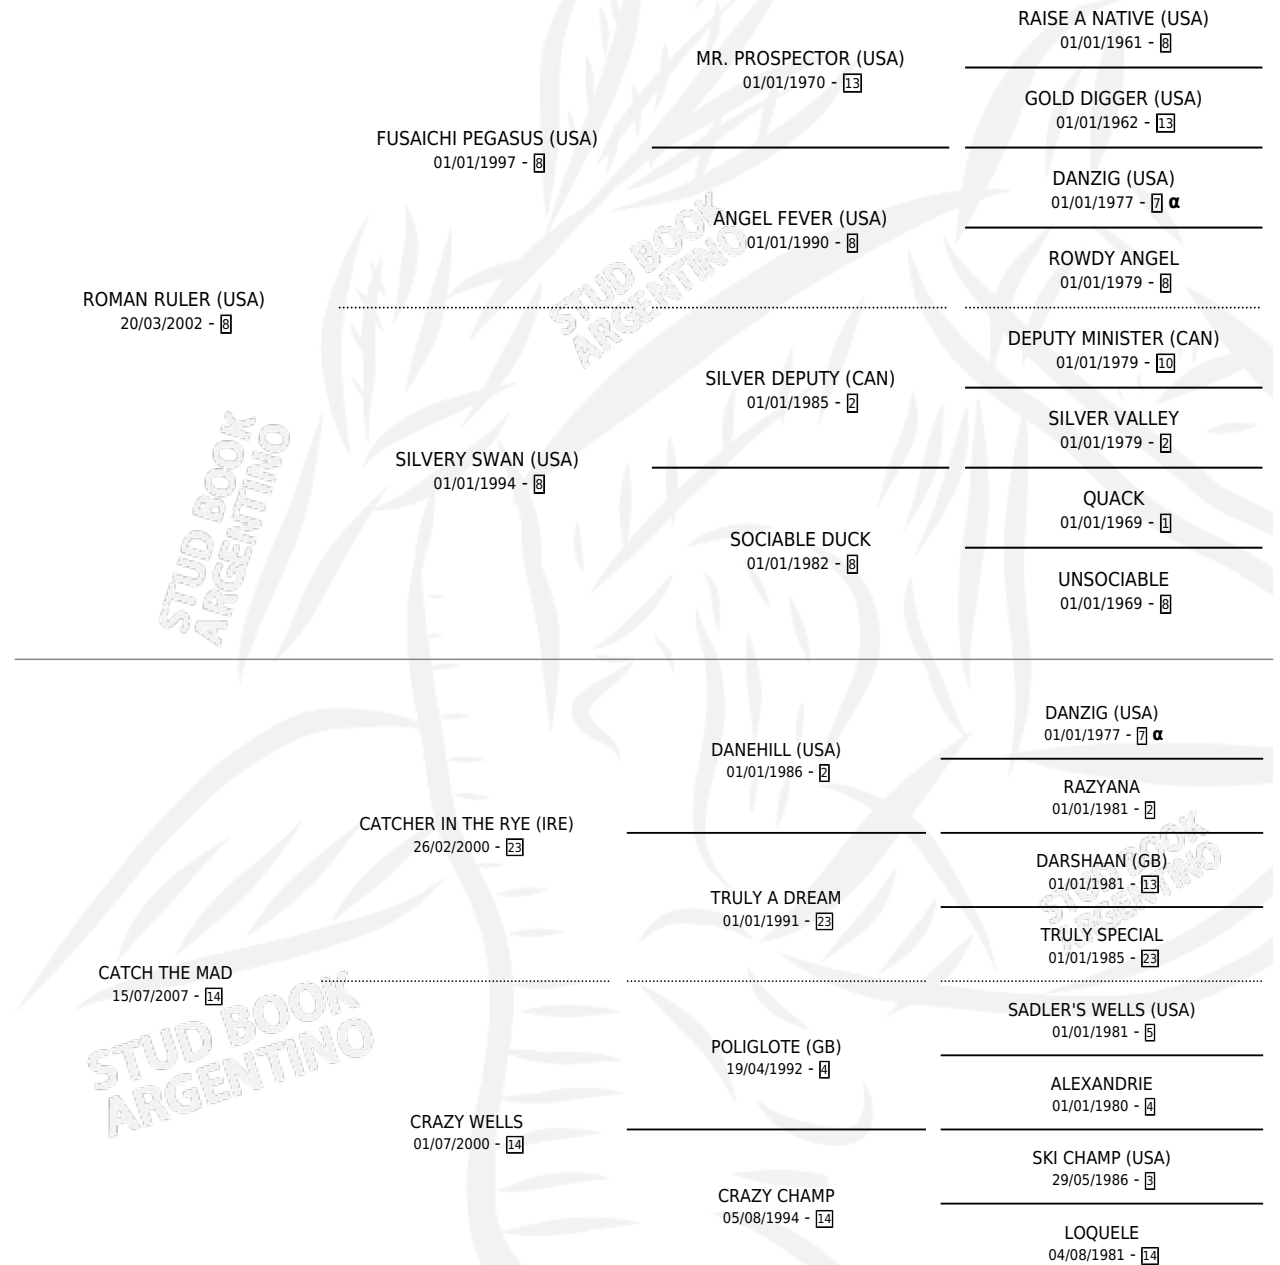 RAISE A NATIVE (USA)
01/01/1961 - 8
MR. PROSPECTOR (USA)
01/01/1970 - 13
GOLD DIGGER (USA)
01/01/1962 - 13
FUSAICHI PEGASUS (USA)
01/01/1997 - 8
DANZIG (USA)
01/01/1977 - 7 α
ANGEL FEVER (USA)
01/01/1990 - 8
ROWDY ANGEL
01/01/1979 - 8
STUD BOOK
ARGENTINO
ROMAN RULER (USA)
20/03/2002 - 8
DEPUTY MINISTER (CAN)
01/01/1979 - 10
SILVER DEPUTY (CAN)
01/01/1985 - 2
SILVER VALLEY
01/01/1979 - 2
SILVERY SWAN (USA)
01/01/1994 - 8
QUACK
01/01/1969 - 1
SOCIABLE DUCK
01/01/1982 - 8
UNSOCIABLE
01/01/1969 - 8
STUD BOOK
ARGENTINO
DANZIG (USA)
01/01/1977 - 7 α
DANEHILL (USA)
01/01/1986 - 2
RAZYANA
01/01/1981 - 2
CATCHER IN THE RYE (IRE)
26/02/2000 - 23
DARSHAAN (GB)
01/01/1981 - 13
TRULY A DREAM
01/01/1991 - 23
TRULY SPECIAL
01/01/1985 - 23
STUD BOOK
ARGENTINO
CATCH THE MAD
15/07/2007 - 14
SADLER'S WELLS (USA)
01/01/1981 - 5
POLIGLOTE (GB)
19/04/1992 - 4
ALEXANDRIE
01/01/1980 - 4
CRAZY WELLS
01/07/2000 - 14
SKI CHAMP (USA)
29/05/1986 - 3
CRAZY CHAMP
05/08/1994 - 14
LOQUELE
04/08/1981 - 14
STUD BOOK
ARGENTINO